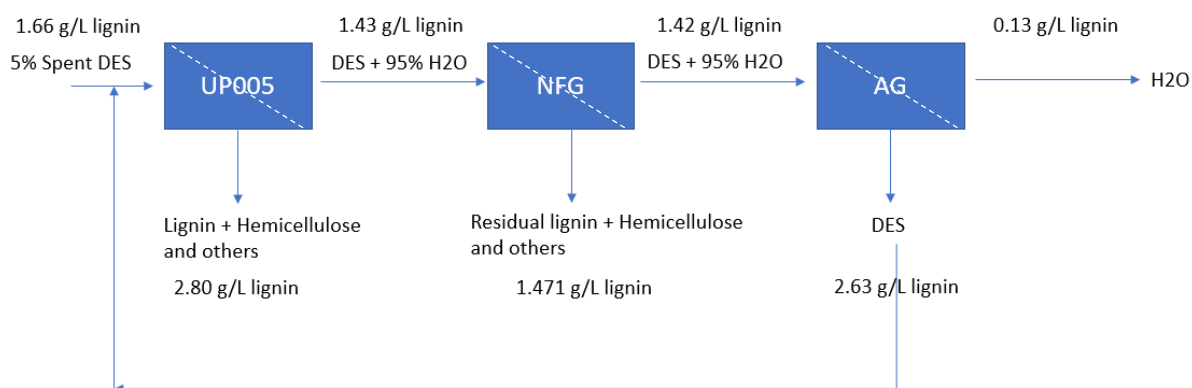 1.66 g/L lignin
5% Spent DES
UP005
1.43 g/L lignin
DES + 95% H2O
NFG
1.42 g/L lignin
DES + 95% H2O
AG
0.13 g/L lignin
H2O
Lignin + Hemicellulose
and others
2.80 g/L lignin
Residual lignin + Hemicellulose
and others
1.471 g/L lignin
DES
2.63 g/L lignin